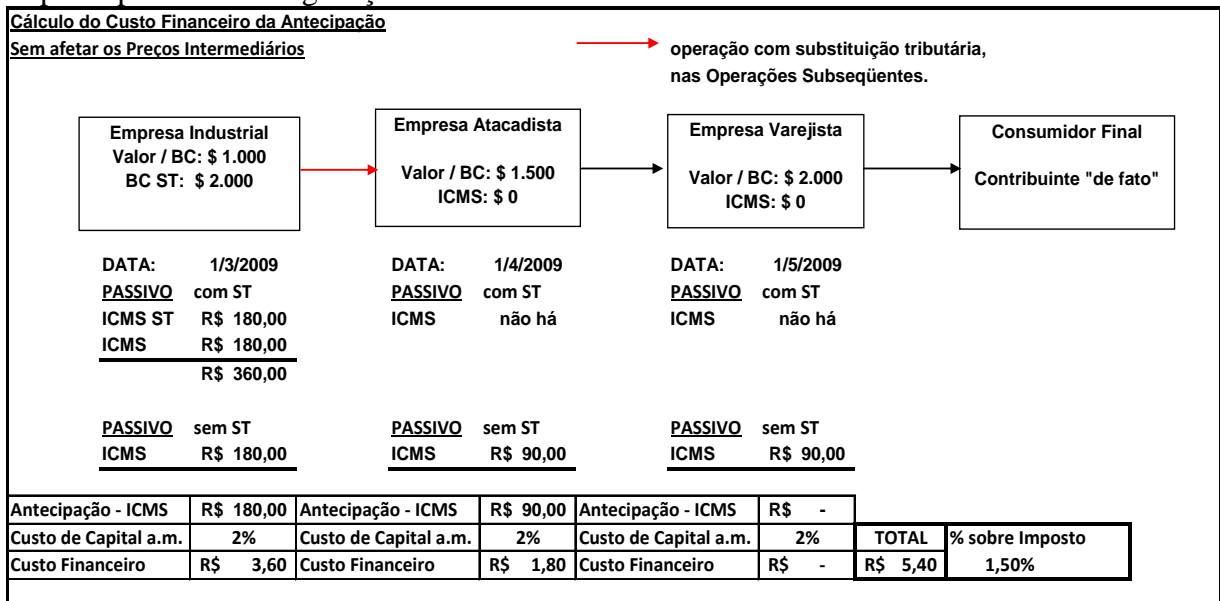 Cálculo do Custo Financeiro da Antecipação
Sem afetar os Preços Intermediários
operação com substituição tributária,
nas Operações Subseqüentes.
Empresa Industrial
Valor / BC: $ 1.000
BC ST: $ 2.000
Empresa Atacadista
Valor / BC: $ 1.500
ICMS: $ 0
Empresa Varejista
Valor / BC: $ 2.000
ICMS: $ 0
Consumidor Final
Contribuinte "de fato"
DATA: 1/3/2009 DATA: 1/4/2009 DATA: 1/5/2009
PASSIVO com ST PASSIVO com ST PASSIVO com ST
ICMS ST R$ 180,00 ICMS não há ICMS não há
ICMS R$ 180,00
R$ 360,00
PASSIVO sem ST PASSIVO sem ST PASSIVO sem ST
ICMS R$ 180,00 ICMS R$ 90,00 ICMS R$ 90,00
Antecipação - ICMS R$ 180,00 Antecipação - ICMS R$ 90,00 Antecipação - ICMS R$ -
Custo de Capital a.m. 2% Custo de Capital a.m. 2% Custo de Capital a.m. 2% TOTAL % sobre Imposto
Custo Financeiro R$ 3,60 Custo Financeiro R$ 1,80 Custo Financeiro R$ - R$ 5,40 1,50%